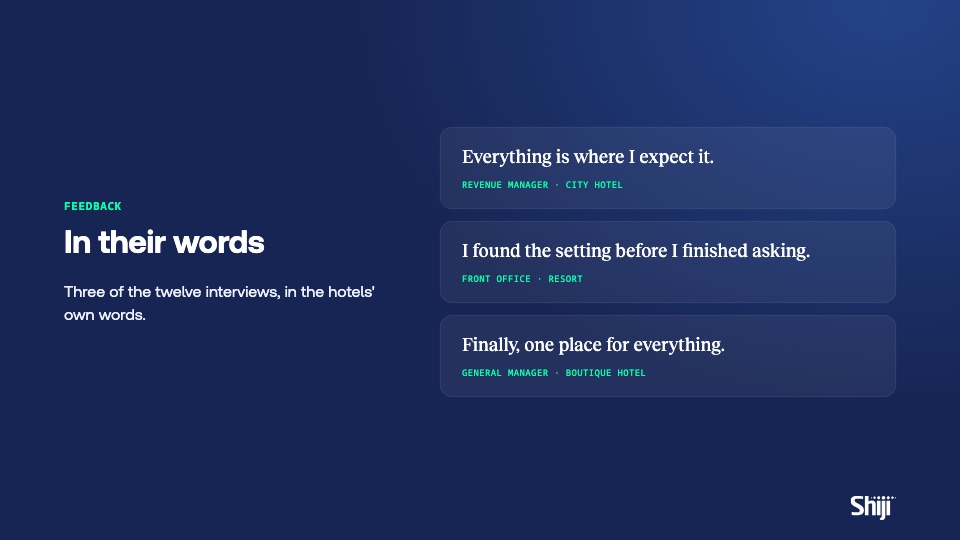 FEEDBACK
In their words
Three of the twelve interviews, in the hotels'
own words.
Everything is where I expect it.
REVENUE MANAGER · CITY HOTEL
I found the setting before I finished asking.
FRONT OFFICE · RESORT
Finally, one place for everything.
GENERAL MANAGER · BOUTIQUE HOTEL
Shiji